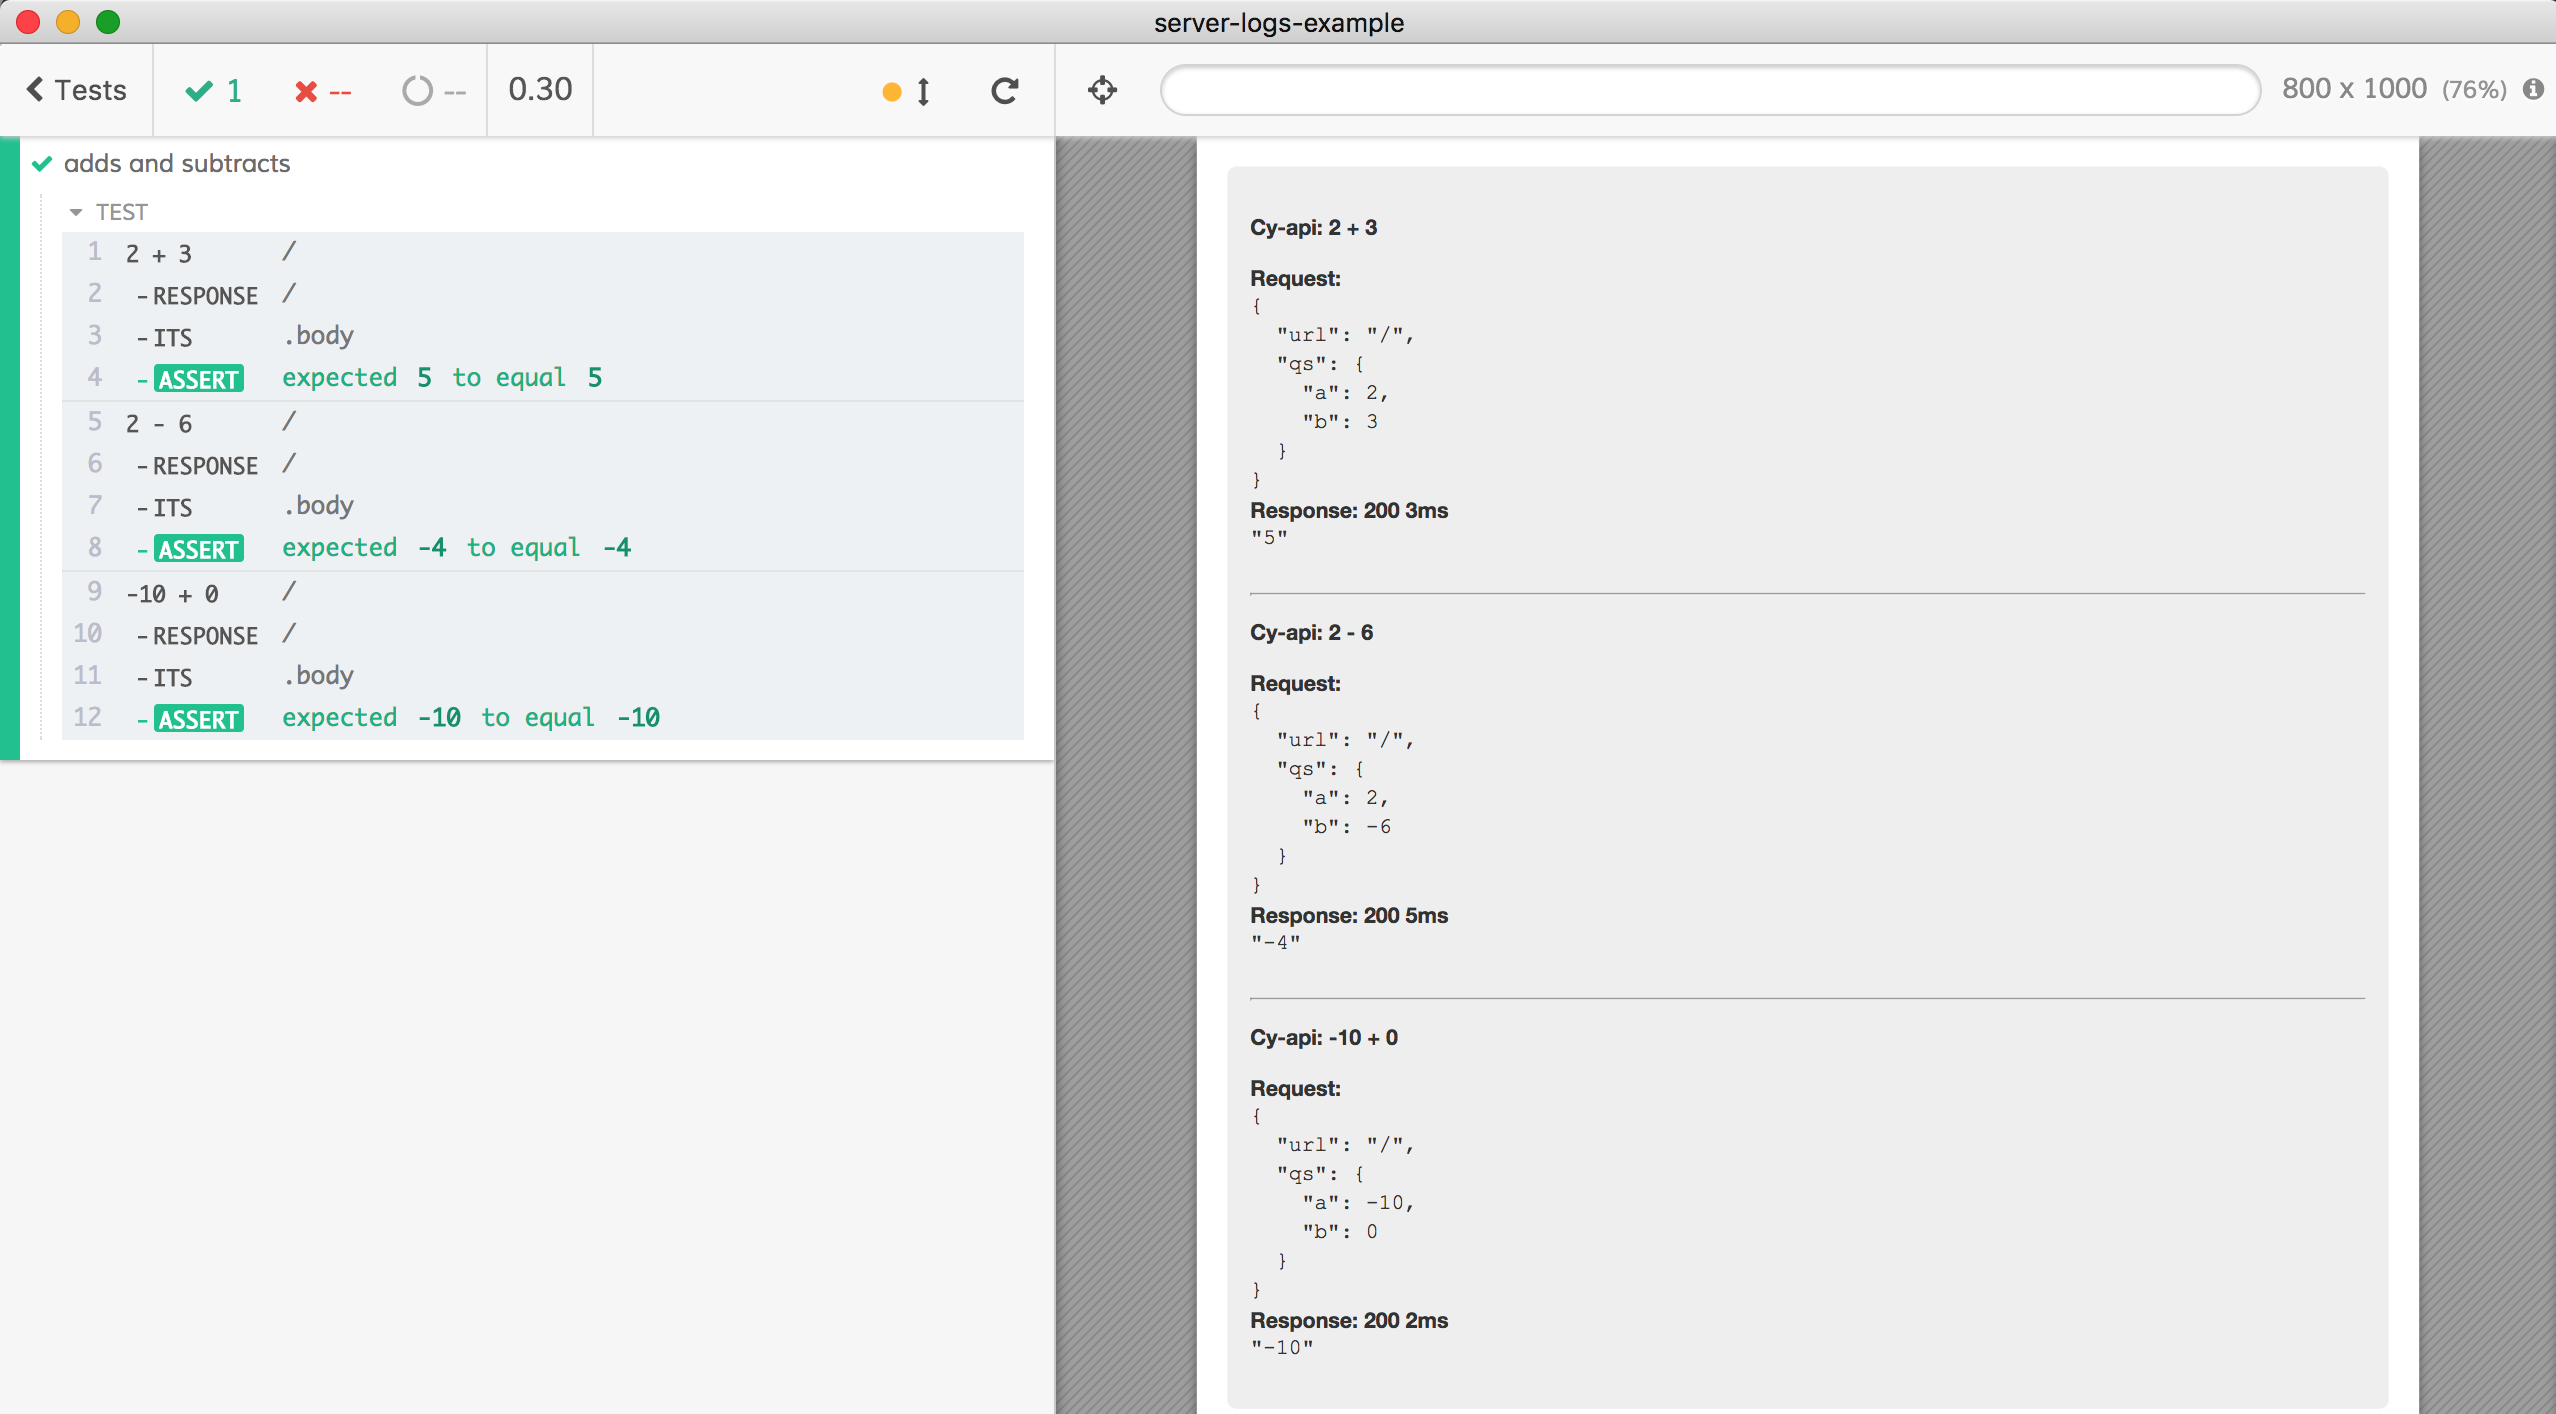 server-logs-example
Tests 1 -- -- 0.30
800 x 1000 (76%)
adds and subtracts
TEST
1 2 + 3 /
2 -RESPONSE /
3 -ITS .body
4 -ASSERT expected 5 to equal 5
5 2 - 6 /
6 -RESPONSE /
7 -ITS .body
8 -ASSERT expected -4 to equal -4
9 -10 + 0 /
10 -RESPONSE /
11 -ITS .body
12 -ASSERT expected -10 to equal -10
Cy-api: 2 + 3
Request:
{
  "url": "/",
  "qs": {
    "a": 2,
    "b": 3
  }
}
Response: 200 3ms
"5"
Cy-api: 2 - 6
Request:
{
  "url": "/",
  "qs": {
    "a": 2,
    "b": -6
  }
}
Response: 200 5ms
"-4"
Cy-api: -10 + 0
Request:
{
  "url": "/",
  "qs": {
    "a": -10,
    "b": 0
  }
}
Response: 200 2ms
"-10"